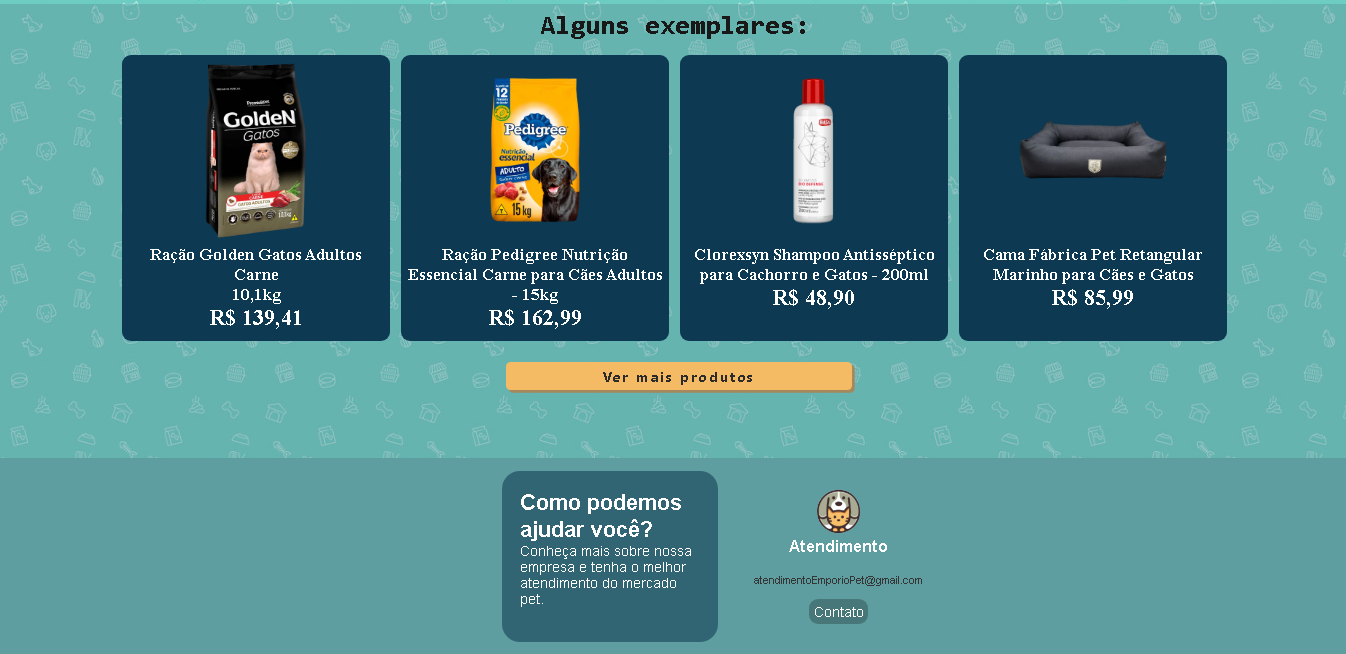 Alguns exemplares:
GoldeN
Gatos
10,1kg
12
Pedigree
Nutrição
essencial
ADULTO
15 kg
Ração Golden Gatos Adultos
Carne
10,1kg
R$ 139,41
Ração Pedigree Nutrição
Essencial Carne para Cães Adultos
- 15kg
R$ 162,99
Clorexsyn Shampoo Antisséptico
para Cachorro e Gatos - 200ml
R$ 48,90
Cama Fábrica Pet Retangular
Marinho para Cães e Gatos
R$ 85,99
Ver mais produtos
Como podemos
ajudar você?
Conheça mais sobre nossa
empresa e tenha o melhor
atendimento do mercado
pet.
Atendimento
atendimentoEmporioPet@gmail.com
Contato